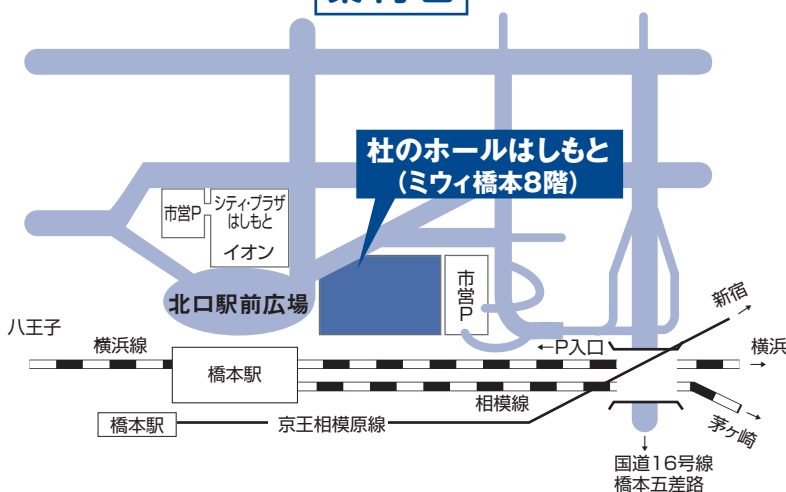 杜のホールはしもと
(ミウィ橋本8階)
市営P
シティ・プラザ
はしもと
イオン
北口駅前広場
市営P
新宿
八王子
横浜線
←P入口
横浜
橋本駅
相模線
橋本駅
京王相模原線
茅ヶ崎
国道16号線
橋本五差路